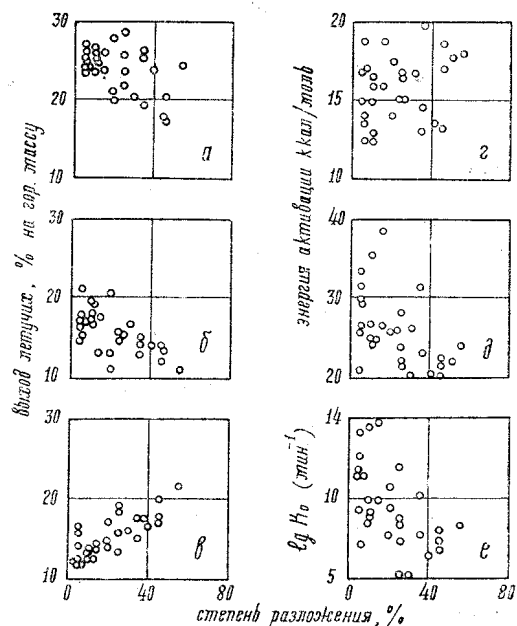 выход летучих, % на гор. массу
30
20
10
а
30
20
10
б
30
20
10
в
0 40 80
энергия активации ккал/моль
20
15
10
г
40
30
20
д
lg K₀ (мин⁻¹)
14
10
5
е
0 40 80
степень разложения, %